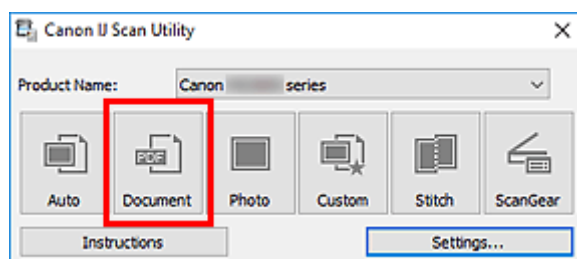 Canon IJ Scan Utility
Product Name: Canon series
PDF
Auto Document Photo Custom Stitch ScanGear
Instructions Settings...